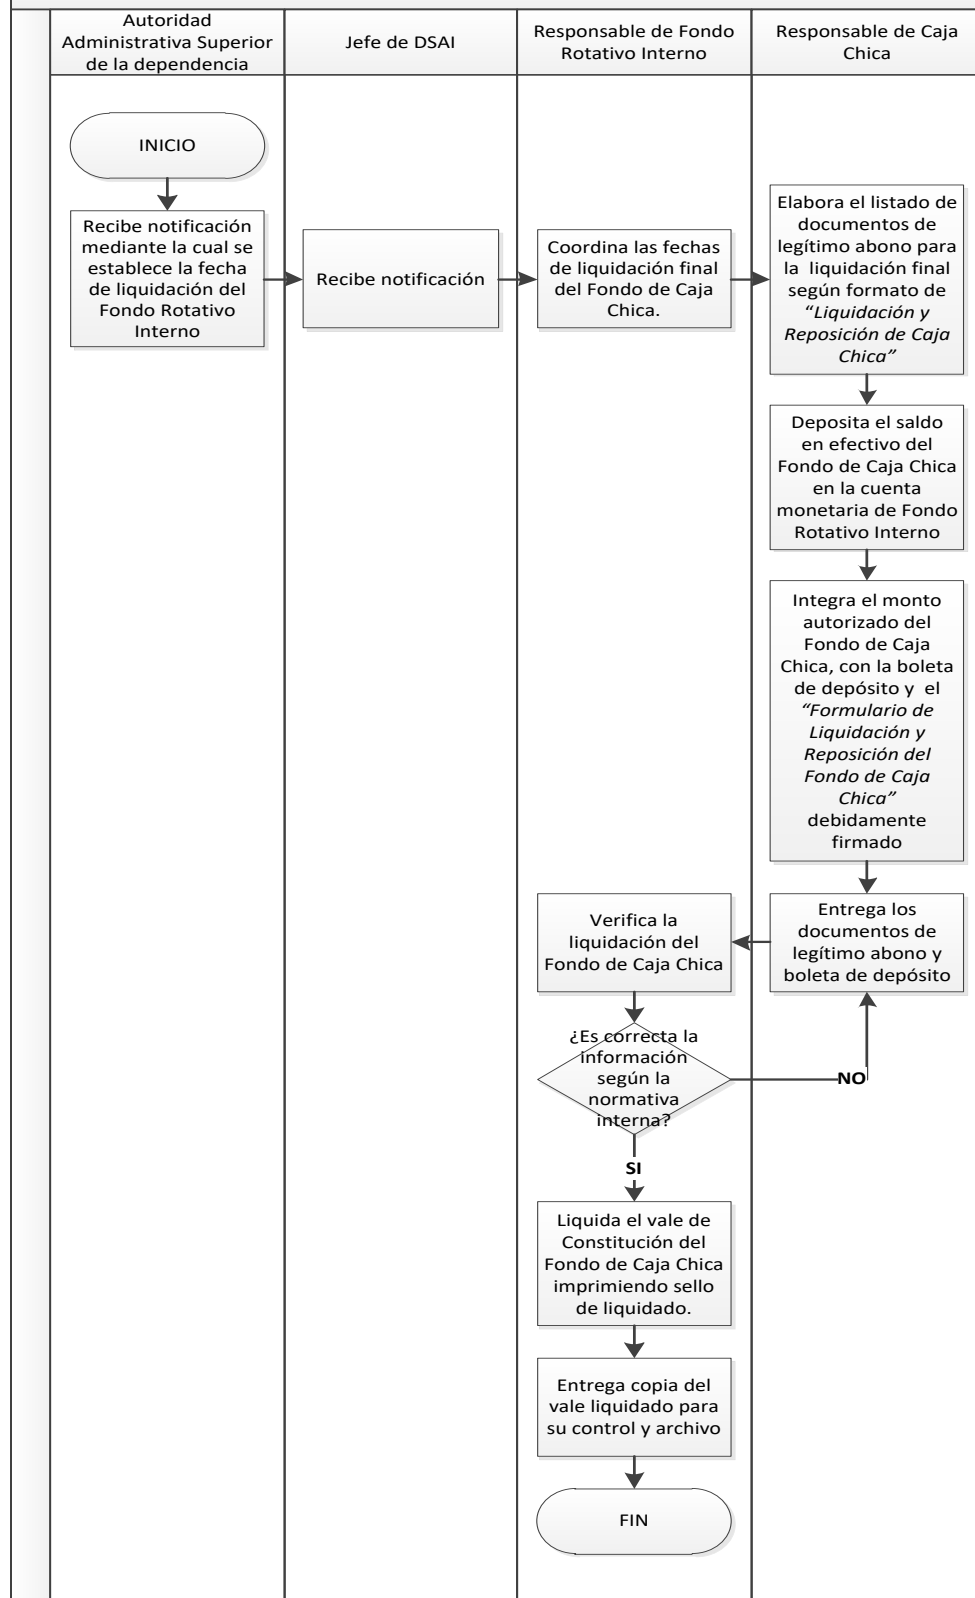 Autoridad
Administrativa Superior
de la dependencia
Jefe de DSAI
Responsable de Fondo
Rotativo Interno
Responsable de Caja
Chica
INICIO
Recibe notificación
mediante la cual se
establece la fecha
de liquidación del
Fondo Rotativo
Interno
Recibe notificación
Coordina las fechas
de liquidación final
del Fondo de Caja
Chica.
Elabora el listado de
documentos de
legítimo abono para
la liquidación final
según formato de
“Liquidación y
Reposición de Caja
Chica”
Deposita el saldo
en efectivo del
Fondo de Caja Chica
en la cuenta
monetaria de Fondo
Rotativo Interno
Integra el monto
autorizado del
Fondo de Caja
Chica, con la boleta
de depósito y el
“Formulario de
Liquidación y
Reposición del
Fondo de Caja
Chica”
debidamente
firmado
Entrega los
documentos de
legítimo abono y
boleta de depósito
Verifica la
liquidación del
Fondo de Caja Chica
¿Es correcta la
información
según la
normativa
interna?
NO
SI
Liquida el vale de
Constitución del
Fondo de Caja Chica
imprimiendo sello
de liquidado.
Entrega copia del
vale liquidado para
su control y archivo
FIN